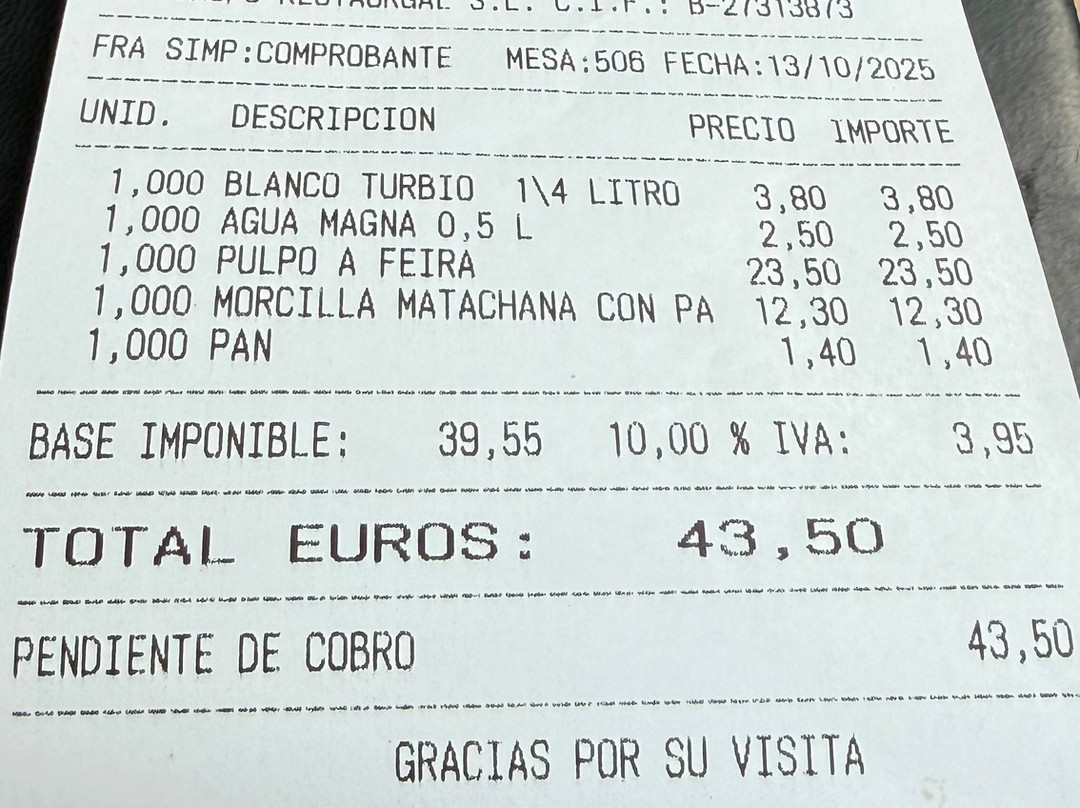 S.L. C.I.F.: B-27313873
FRA SIMP:COMPROBANTE MESA:506 FECHA:13/10/2025
UNID. DESCRIPCION PRECIO IMPORTE
1,000 BLANCO TURBIO 1\4 LITRO 3,80 3,80
1,000 AGUA MAGNA 0,5 L 2,50 2,50
1,000 PULPO A FEIRA 23,50 23,50
1,000 MORCILLA MATACHANA CON PA 12,30 12,30
1,000 PAN 1,40 1,40
BASE IMPONIBLE: 39,55 10,00 % IVA: 3,95
TOTAL EUROS: 43,50
PENDIENTE DE COBRO 43,50
GRACIAS POR SU VISITA